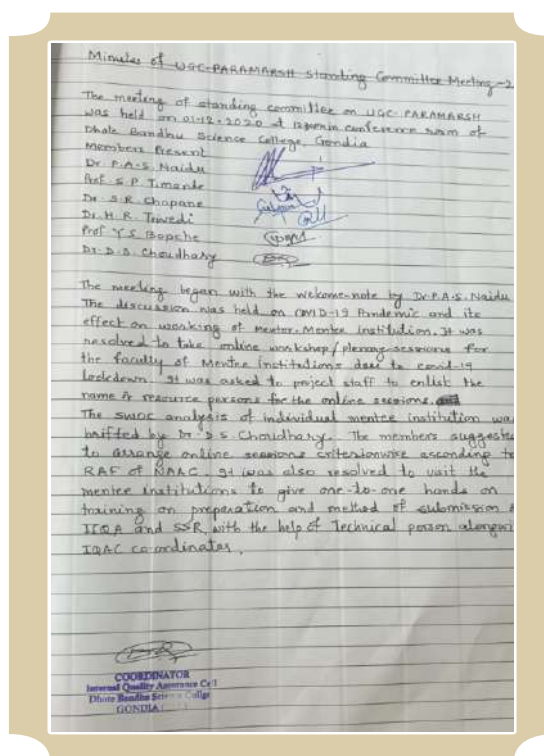 Minutes of UGC-PARAMARSH Standing Committee Meeting-2
The meeting of standing committee on UGC-PARAMARSH
was held on 01-12-2020 at in conference room of
Dhote Bandhu Science College, Gondia
Members Present
Dr. P.A.S. Naidu
Prof. S. P. Timande
Dr. S. R. Chopane
Dr. H. R. Trivedi
Prof Y. S. Bopche
Dr. D. S. Choudhary
The meeting began with the welcome-note by Dr. P.A.S. Naidu
The discussion was held on COVID-19 Pandemic and its
effect on working of Mentor-Mentee institution. It was
resolved to take online workshop/plenary sessions for
the faculty of Mentee institutions due to covid-19
lockdown. It was asked to project staff to enlist the
name of resource persons for the online sessions.
The SWOC analysis of individual mentee institution was
briffed by Dr. D.S. Choudhary. The members suggested
to arrange online sessions criterionwise according to
RAF of NAAC. It was also resolved to visit the
mentee institutions to give one-to-one hands on
training on preparation and method of submission
IIQA and SSR with the help of Technical person alongwi
IQAC co-ordinator.
COORDINATOR
Internal Quality Assurance Cell
Dhote Bandhu Science College
GONDIA